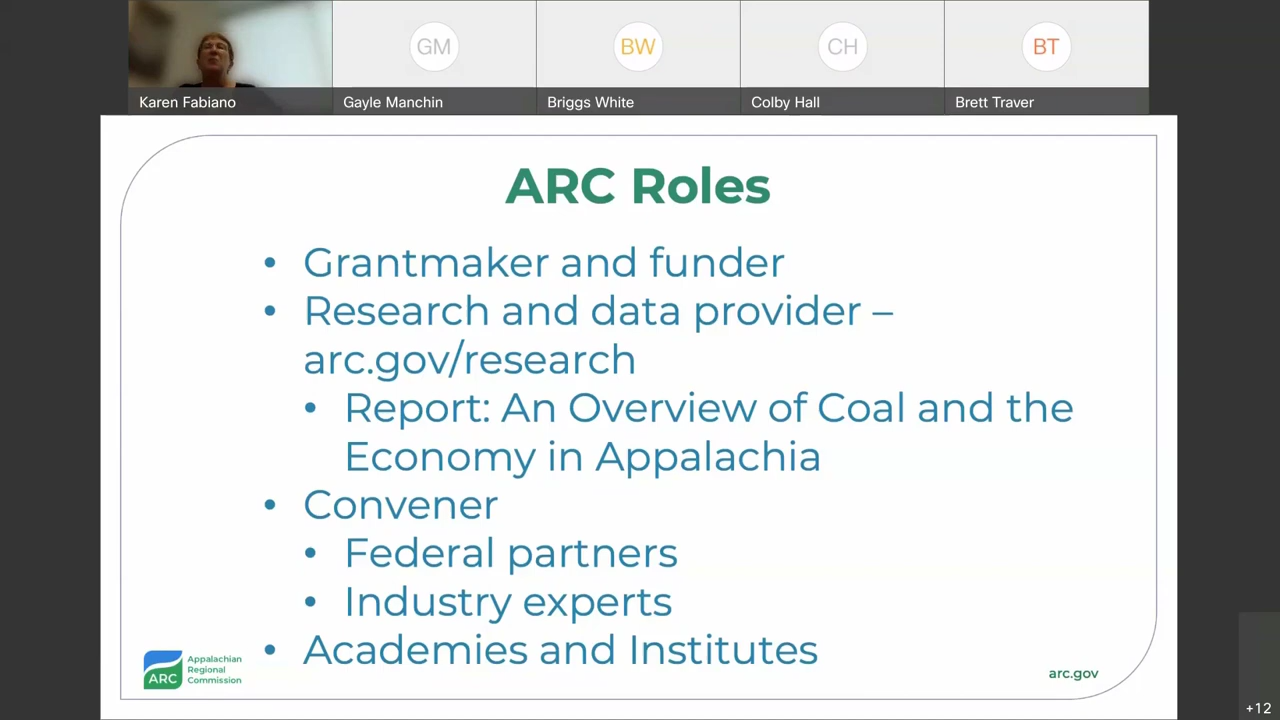 GM
BW
CH
BT
Karen Fabiano
Gayle Manchin
Briggs White
Colby Hall
Brett Traver
ARC Roles
• Grantmaker and funder
• Research and data provider –
arc.gov/research
• Report: An Overview of Coal and the
Economy in Appalachia
• Convener
• Federal partners
• Industry experts
• Academies and Institutes
ARC
Appalachian
Regional
Commission
arc.gov
+12